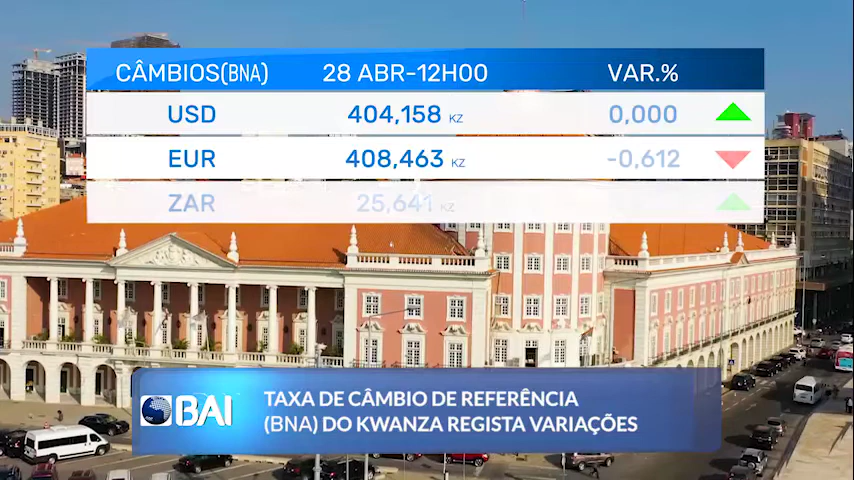 CÂMBIOS(BNA) 28 ABR-12H00 VAR.%
USD 404,158 KZ 0,000
EUR 408,463 KZ -0,612
ZAR 25,641 KZ
BAI
TAXA DE CÂMBIO DE REFERÊNCIA
(BNA) DO KWANZA REGISTA VARIAÇÕES